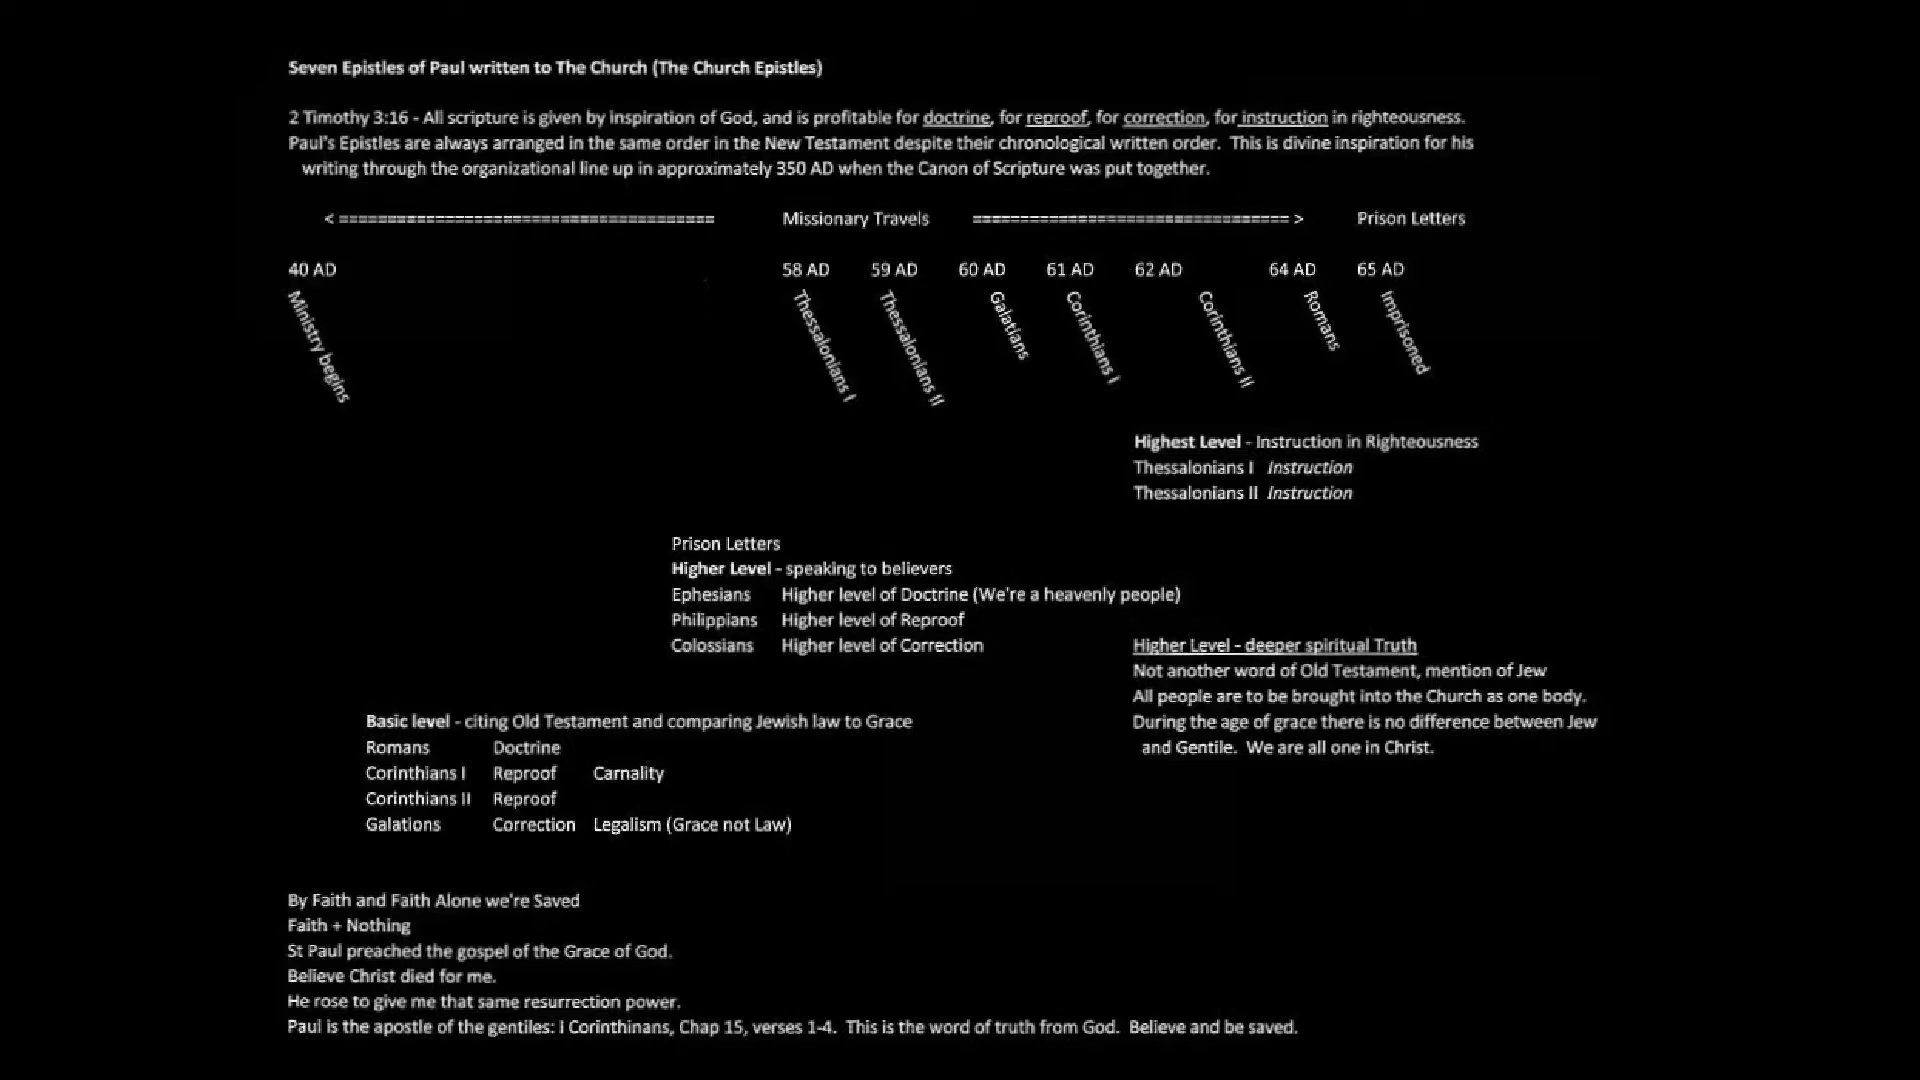 Seven Epistles of Paul written to The Church (The Church Epistles)
2 Timothy 3:16 - All scripture is given by inspiration of God, and is profitable for doctrine, for reproof, for correction, for instruction in righteousness.
Paul's Epistles are always arranged in the same order in the New Testament despite their chronological written order.  This is divine inspiration for his
writing through the organizational line up in approximately 350 AD when the Canon of Scripture was put together.
< ====================================== Missionary Travels ================================ > Prison Letters
40 AD 58 AD 59 AD 60 AD 61 AD 62 AD 64 AD 65 AD
Ministry begins Thessalonians I Thessalonians II Galatians Corinthians I Corinthians II Romans Imprisoned
Highest Level - Instruction in Righteousness
Thessalonians I Instruction
Thessalonians II Instruction
Prison Letters
Higher Level - speaking to believers
Ephesians Higher level of Doctrine (We're a heavenly people)
Philippians Higher level of Reproof
Colossians Higher level of Correction
Higher Level - deeper spiritual Truth
Not another word of Old Testament, mention of Jew
All people are to be brought into the Church as one body.
During the age of grace there is no difference between Jew
and Gentile.  We are all one in Christ.
Basic level - citing Old Testament and comparing Jewish law to Grace
Romans Doctrine
Corinthians I Reproof Carnality
Corinthians II Reproof
Galations Correction Legalism (Grace not Law)
By Faith and Faith Alone we're Saved
Faith + Nothing
St Paul preached the gospel of the Grace of God.
Believe Christ died for me.
He rose to give me that same resurrection power.
Paul is the apostle of the gentiles: I Corinthinans, Chap 15, verses 1-4.  This is the word of truth from God.  Believe and be saved.